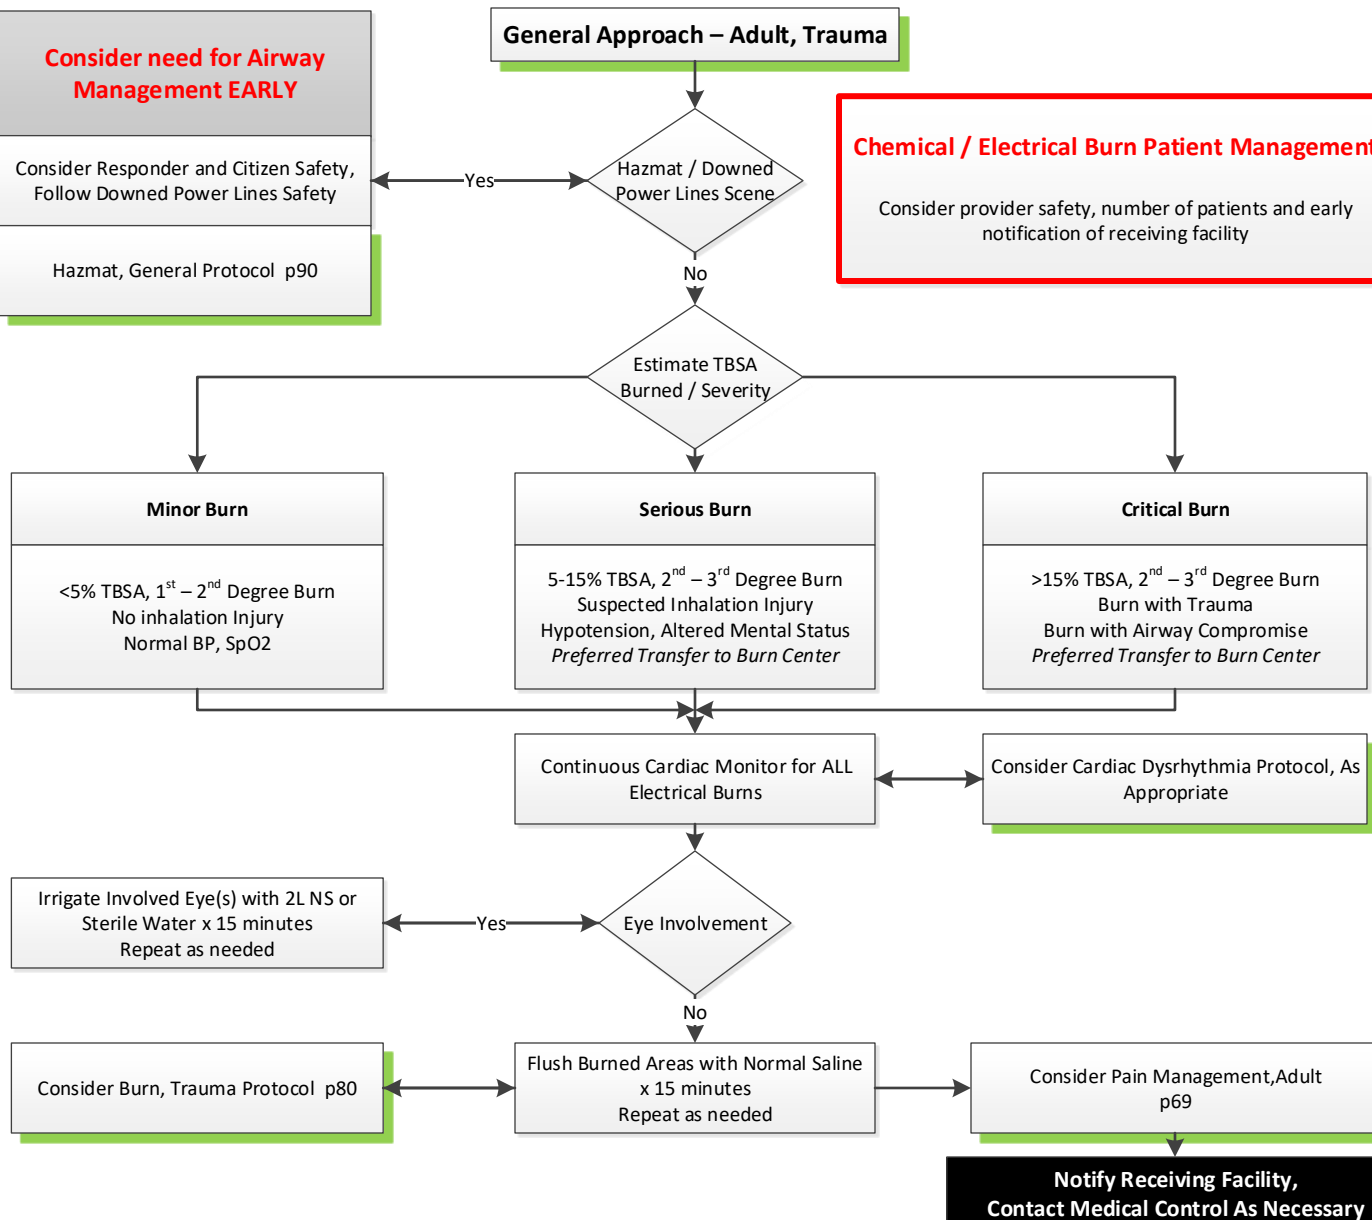 General Approach – Adult, Trauma
Consider need for Airway
Management EARLY
Consider Responder and Citizen Safety,
Follow Downed Power Lines Safety
Hazmat, General Protocol p90
Yes
Hazmat / Downed
Power Lines Scene
Chemical / Electrical Burn Patient Management
Consider provider safety, number of patients and early
notification of receiving facility
No
Estimate TBSA
Burned / Severity
Minor Burn
<5% TBSA, 1st – 2nd Degree Burn
No inhalation Injury
Normal BP, SpO2
Serious Burn
5-15% TBSA, 2nd – 3rd Degree Burn
Suspected Inhalation Injury
Hypotension, Altered Mental Status
Preferred Transfer to Burn Center
Critical Burn
>15% TBSA, 2nd – 3rd Degree Burn
Burn with Trauma
Burn with Airway Compromise
Preferred Transfer to Burn Center
Continuous Cardiac Monitor for ALL
Electrical Burns
Consider Cardiac Dysrhythmia Protocol, As
Appropriate
Irrigate Involved Eye(s) with 2L NS or
Sterile Water x 15 minutes
Repeat as needed
Yes
Eye Involvement
No
Consider Burn, Trauma Protocol p80
Flush Burned Areas with Normal Saline
x 15 minutes
Repeat as needed
Consider Pain Management,Adult
p69
Notify Receiving Facility,
Contact Medical Control As Necessary